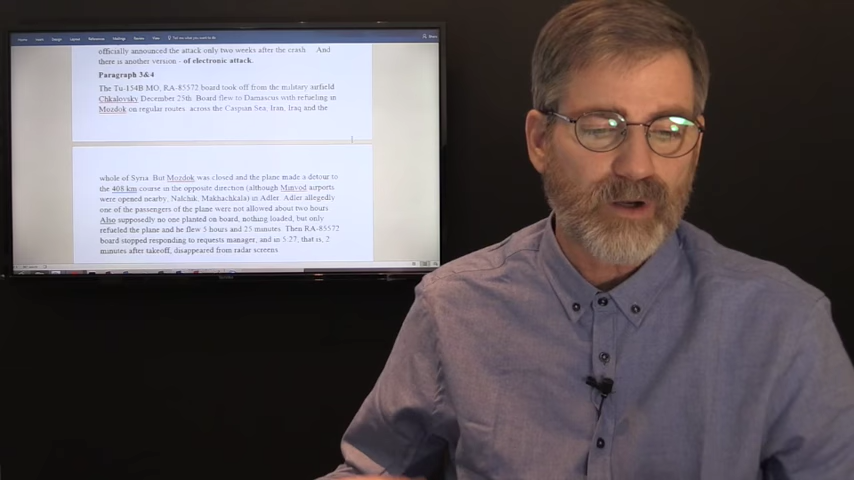 officially announced the attack only two weeks after the crash And
there is another version - of electronic attack.
Paragraph 3&4
The Tu-154B MO, RA-85572 board took off from the military airfield
Chkalovsky December 25th. Board flew to Damascus with refueling in
Mozdok on regular routes: across the Caspian Sea, Iran, Iraq and the
whole of Syria. But Mozdok was closed and the plane made a detour to
the 408 km course in the opposite direction (although Minvod airports
were opened nearby, Nalchik, Makhachkala) in Adler. Adler allegedly
one of the passengers of the plane were not allowed about two hours
Also supposedly no one planted on board, nothing loaded, but only
refueled the plane and he flew 5 hours and 25 minutes. Then RA-85572
board stopped responding to requests manager, and in 5:27, that is, 2
minutes after takeoff, disappeared from radar screens